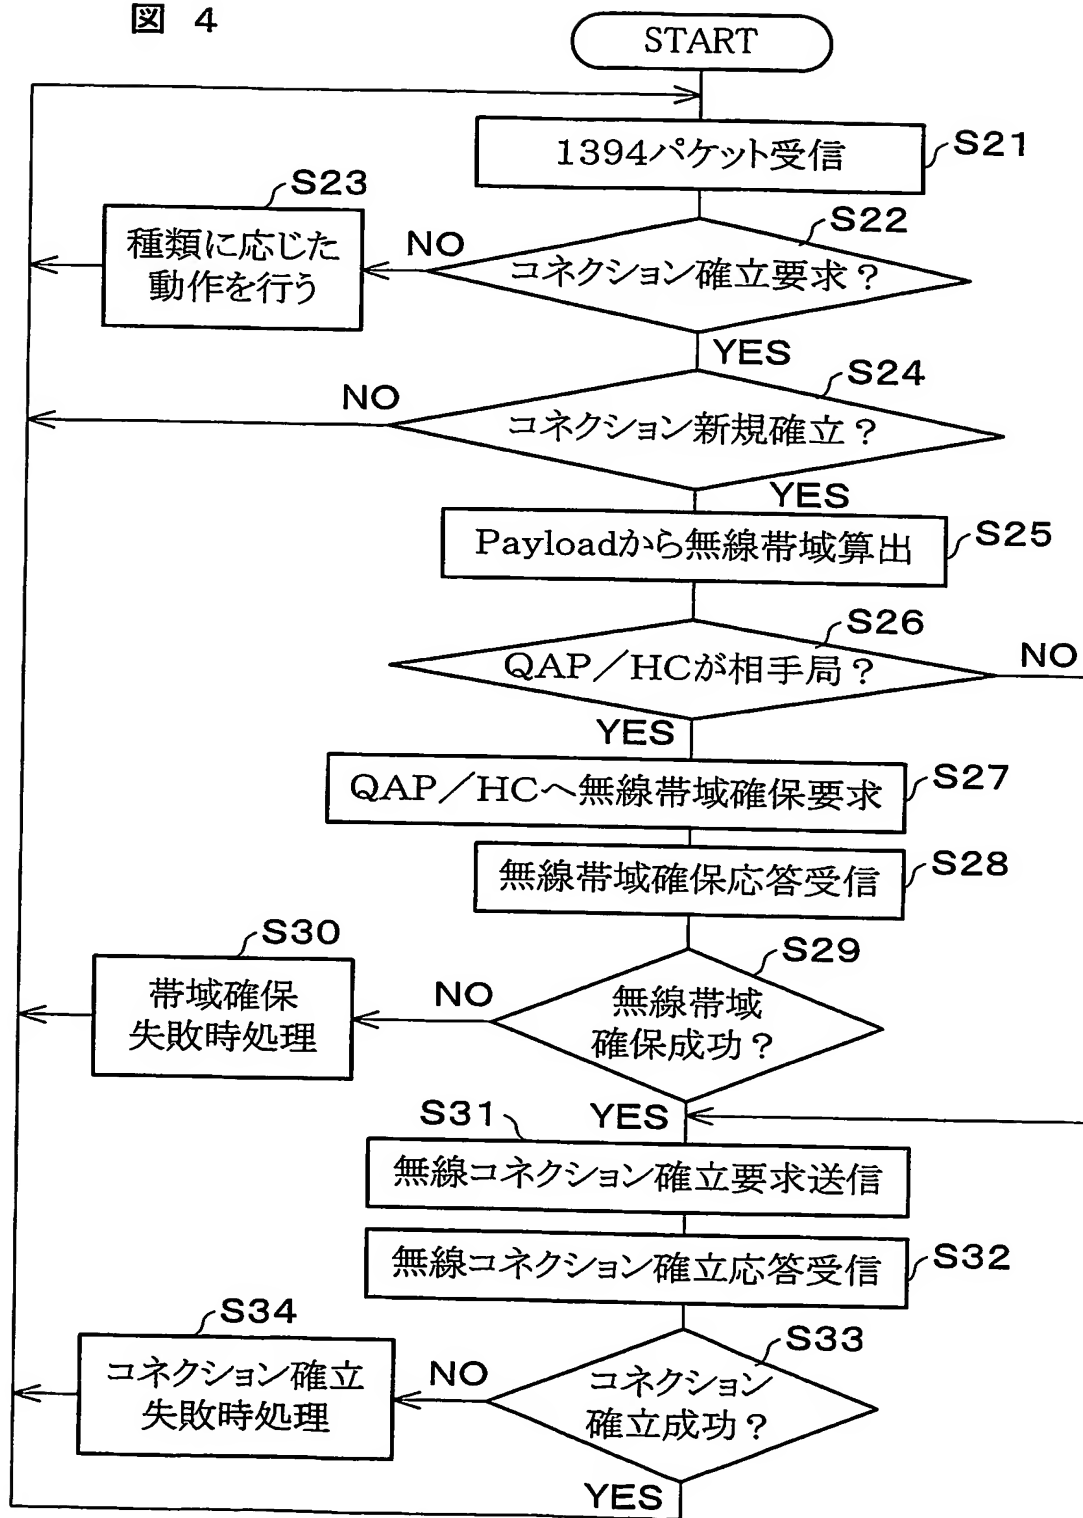 図 4
START
1394パケット受信
S21
S22
コネクション確立要求？
NO
S23
種類に応じた
動作を行う
YES
S24
コネクション新規確立？
NO
YES
Payloadから無線帯域算出
S25
S26
QAP／HCが相手局？
NO
YES
QAP／HCへ無線帯域確保要求
S27
無線帯域確保応答受信
S28
S29
無線帯域
確保成功？
NO
S30
帯域確保
失敗時処理
YES
S31
無線コネクション確立要求送信
無線コネクション確立応答受信
S32
S33
コネクション
確立成功？
NO
S34
コネクション確立
失敗時処理
YES